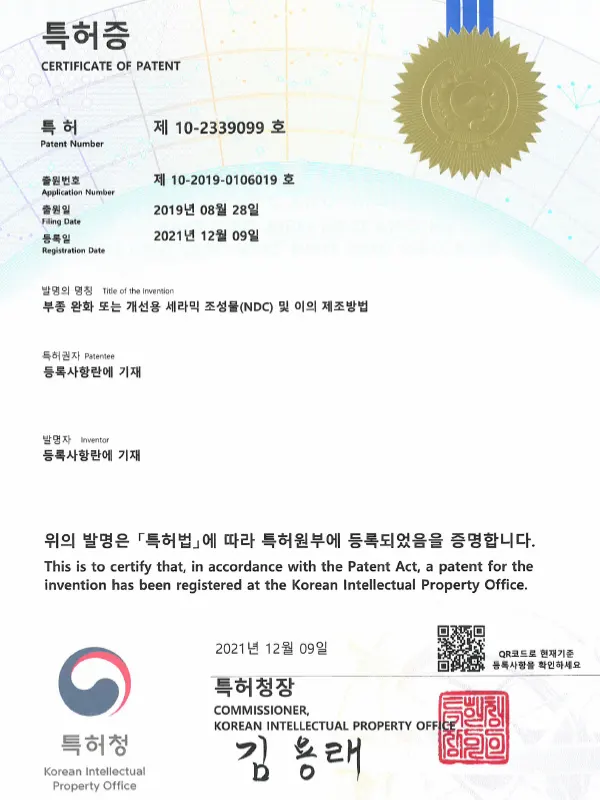 특허증
CERTIFICATE OF PATENT
특 허 제 10-2339099 호
Patent Number
출원번호 제 10-2019-0106019 호
Application Number
출원일 2019년 08월 28일
Filing Date
등록일 2021년 12월 09일
Registration Date
발명의 명칭 Title of the Invention
부종 완화 또는 개선용 세라믹 조성물(NDC) 및 이의 제조방법
특허권자 Patentee
등록사항란에 기재
발명자 Inventor
등록사항란에 기재
위의 발명은 「특허법」에 따라 특허원부에 등록되었음을 증명합니다.
This is to certify that, in accordance with the Patent Act, a patent for the
invention has been registered at the Korean Intellectual Property Office.
2021년 12월 09일
QR코드로 현재기준
등록사항을 확인하세요
특허청장
COMMISSIONER,
KOREAN INTELLECTUAL PROPERTY OFFICE
김용래
특허청
Korean Intellectual
Property Office